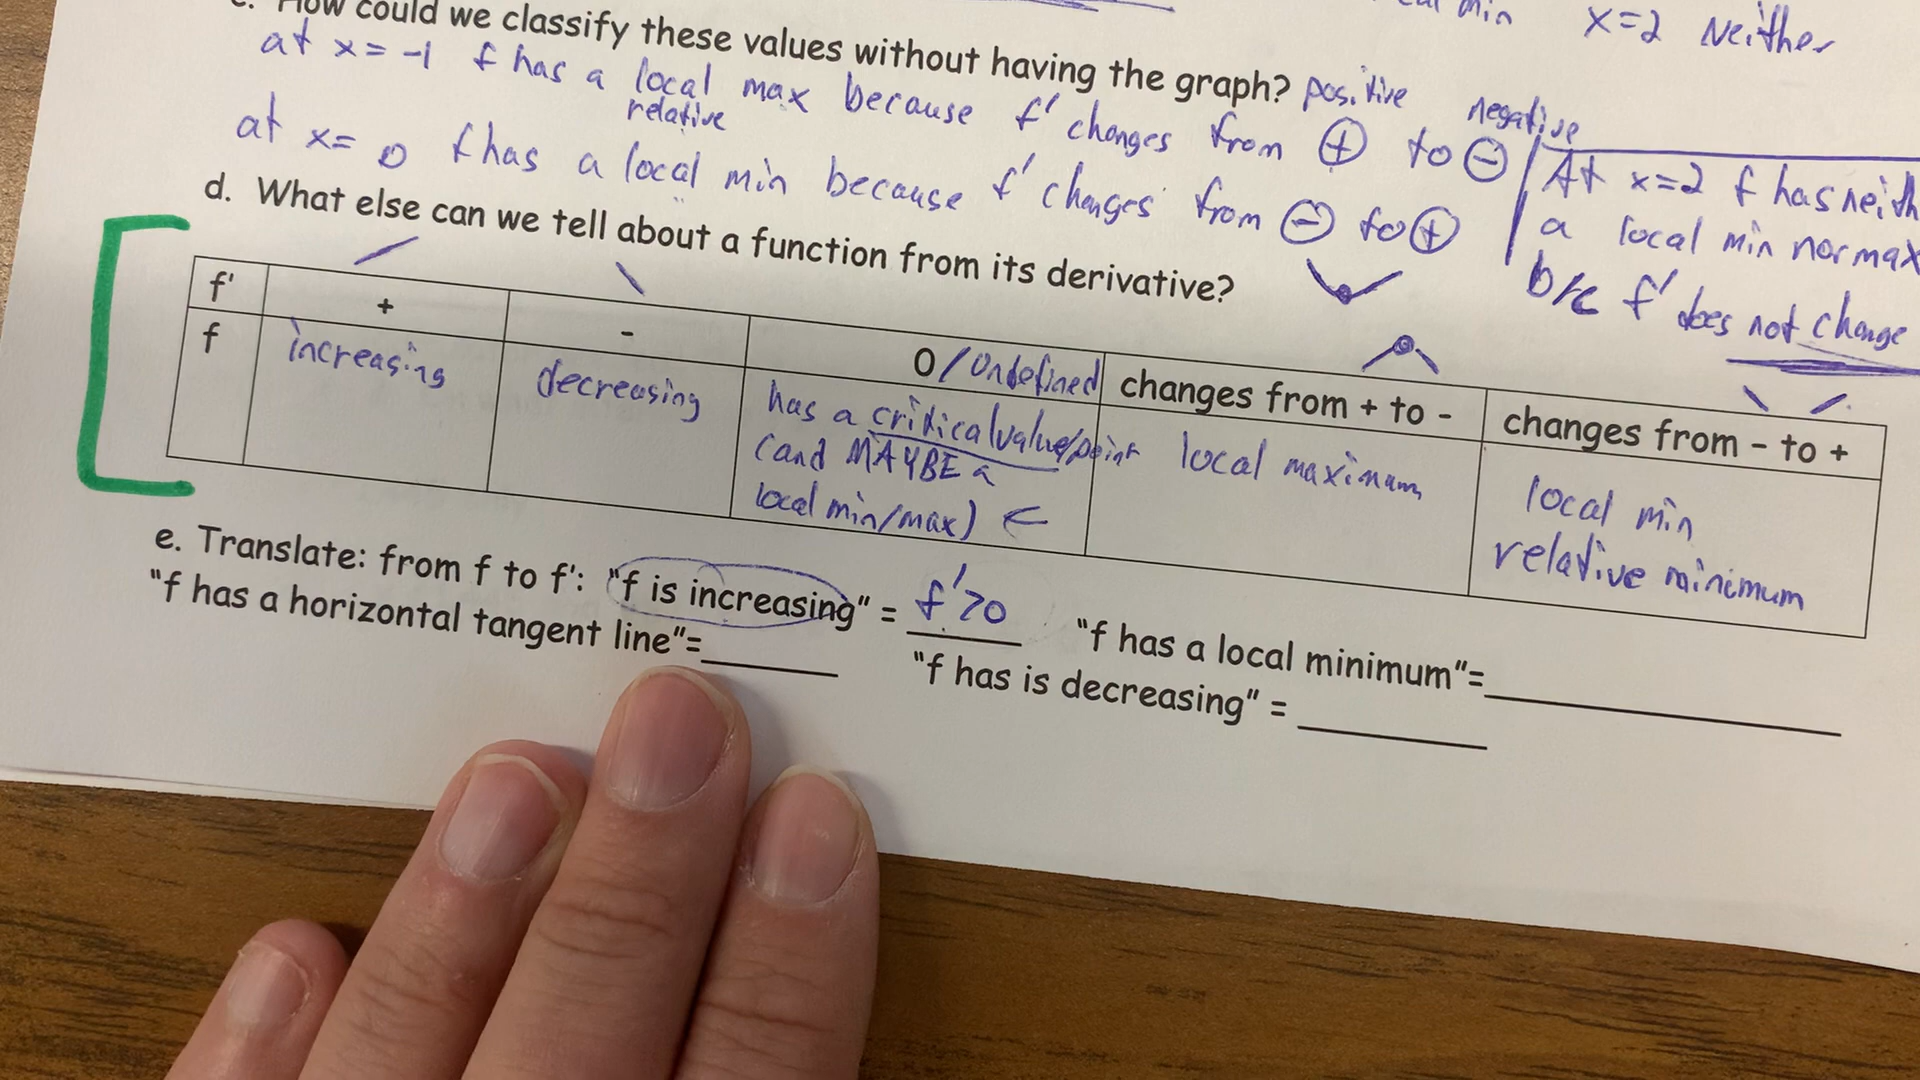 min x=2 Neither
c. How could we classify these values without having the graph? positive negative
at x=-1 f has a local max because f' changes from ⊕ to ⊖
relative
at x=0 f has a local min because f' changes from ⊖ to ⊕
At x=2 f has neith
a local min nor max
b/c f' does not change
d. What else can we tell about a function from its derivative?
f' + - 0/Undefined changes from + to - changes from - to +
f increasing decreasing has a critical value/point local maximum local min
(and MAYBE a relative minimum
local min/max) ←
e. Translate: from f to f': "f is increasing" = f'>0 "f has a local minimum"=
"f has a horizontal tangent line"= "f has is decreasing" =